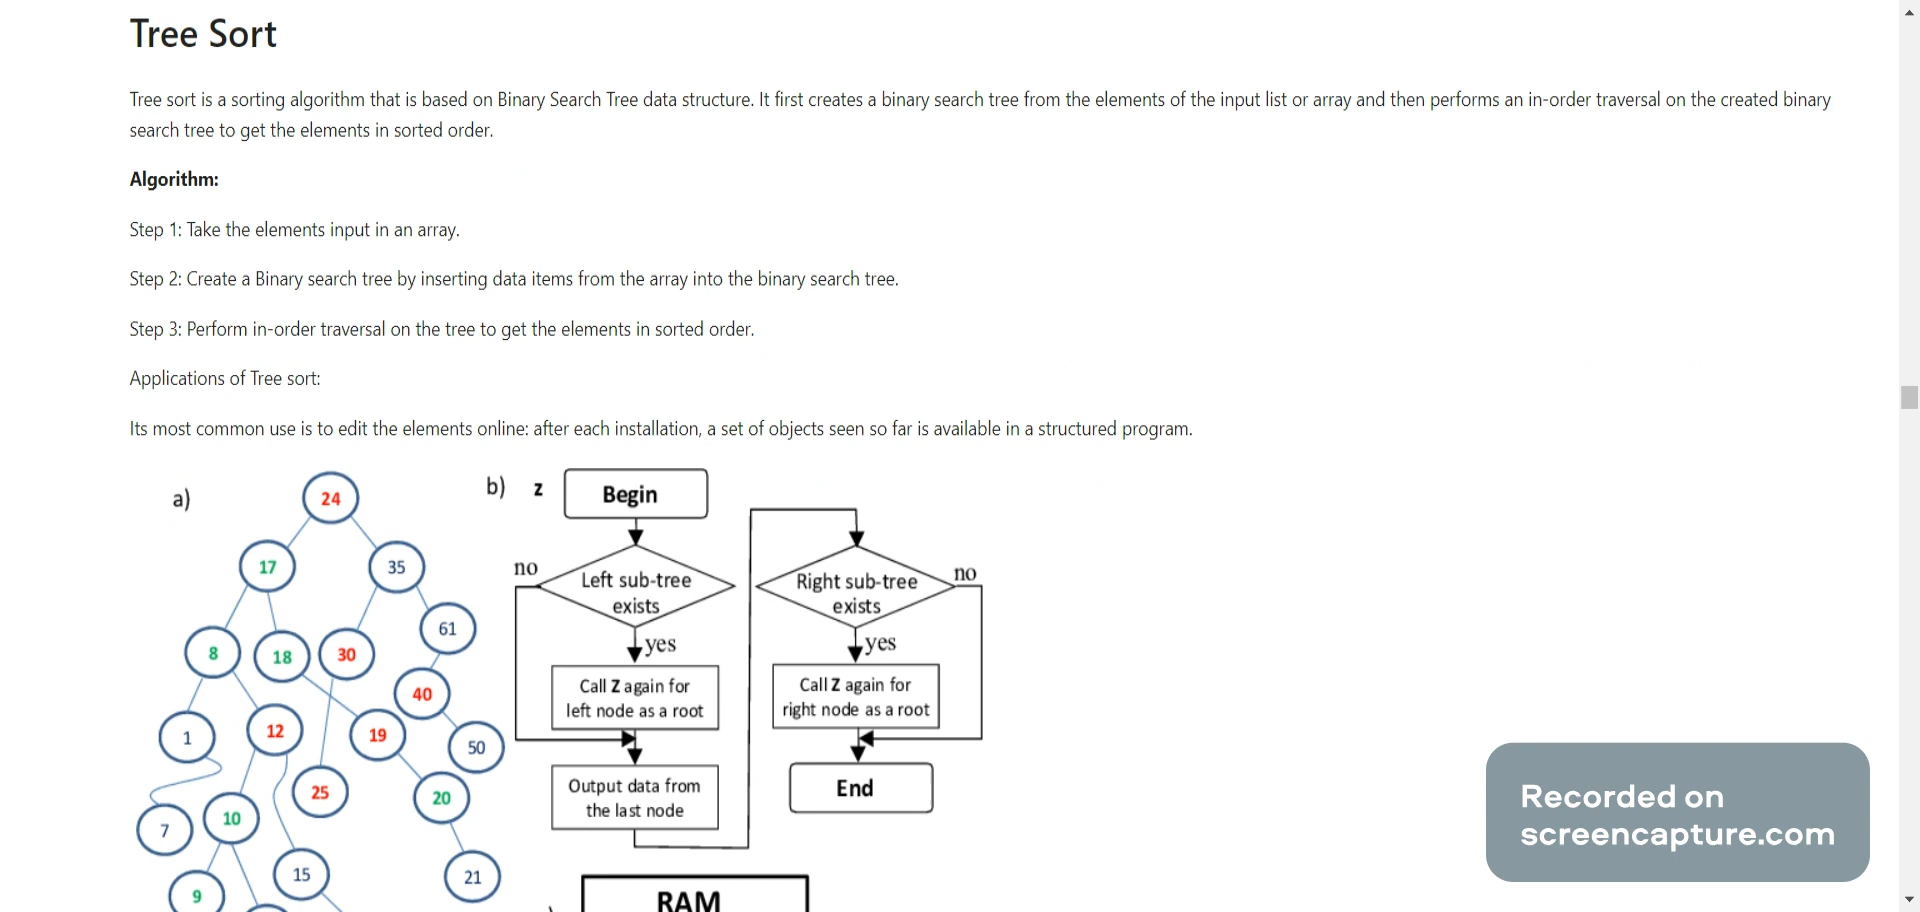 Tree Sort
Tree sort is a sorting algorithm that is based on Binary Search Tree data structure. It first creates a binary search tree from the elements of the input list or array and then performs an in-order traversal on the created binary
search tree to get the elements in sorted order.
Algorithm:
Step 1: Take the elements input in an array.
Step 2: Create a Binary search tree by inserting data items from the array into the binary search tree.
Step 3: Perform in-order traversal on the tree to get the elements in sorted order.
Applications of Tree sort:
Its most common use is to edit the elements online: after each installation, a set of objects seen so far is available in a structured program.
a)
24
17
35
61
8
18
30
40
1
12
19
50
25
20
7
10
15
21
9
b) z
Begin
no
Left sub-tree
exists
yes
Call Z again for
left node as a root
Output data from
the last node
Right sub-tree
exists
no
yes
Call Z again for
right node as a root
End
RAM
Recorded on
screencapture.com